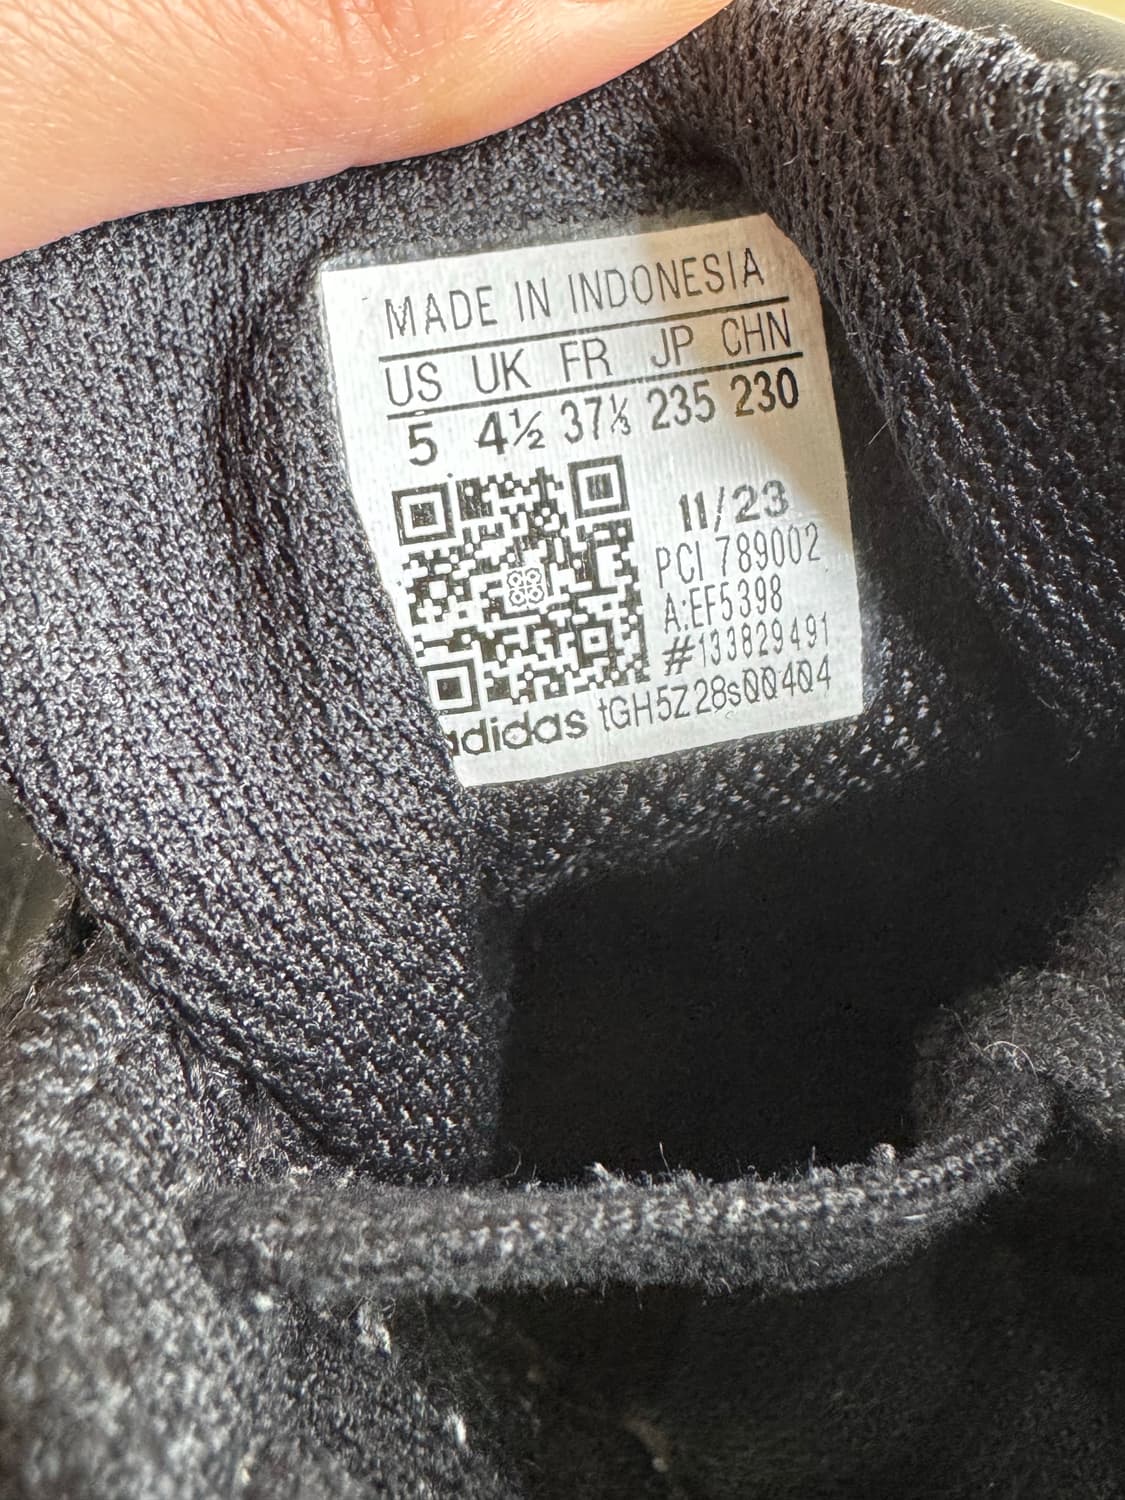 MADE IN INDONESIA
US UK FR JP CHN
5 4½ 37⅓ 235 230
11/23
PCI 789002
A:EF5398
#133829491
adidas tGH5Z28s00404